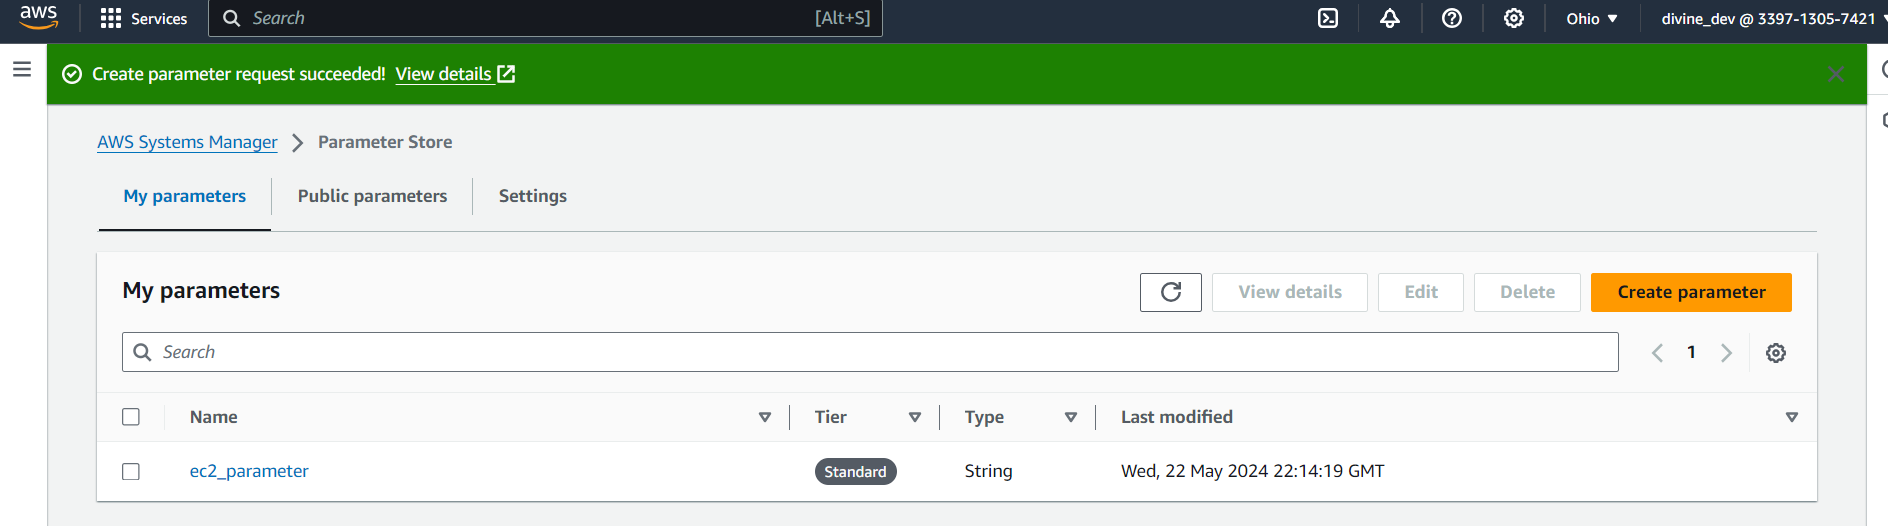 aws Services Search [Alt+S] Ohio divine_dev @ 3397-1305-7421
Create parameter request succeeded! View details
AWS Systems Manager Parameter Store
My parameters Public parameters Settings
My parameters View details Edit Delete Create parameter
Search 1
Name Tier Type Last modified
ec2_parameter Standard String Wed, 22 May 2024 22:14:19 GMT